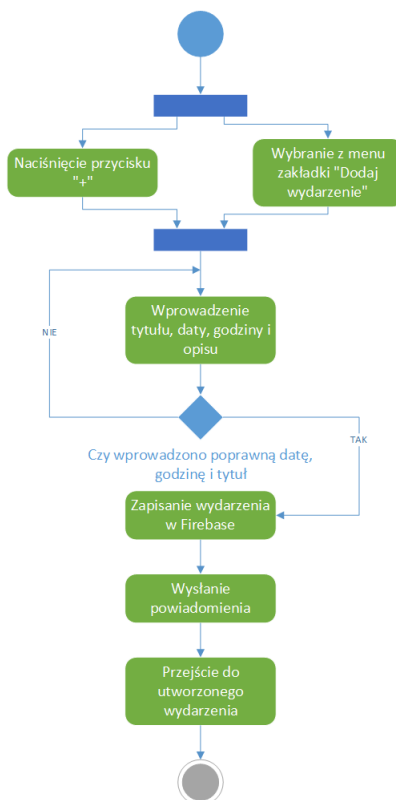 Naciśnięcie przycisku
"+"
Wybranie z menu
zakładki "Dodaj
wydarzenie"
Wprowadzenie
tytułu, daty, godziny i
opisu
NIE
TAK
Czy wprowadzono poprawną datę,
godzinę i tytuł
Zapisanie wydarzenia
w Firebase
Wysłanie
powiadomienia
Przejście do
utworzonego
wydarzenia